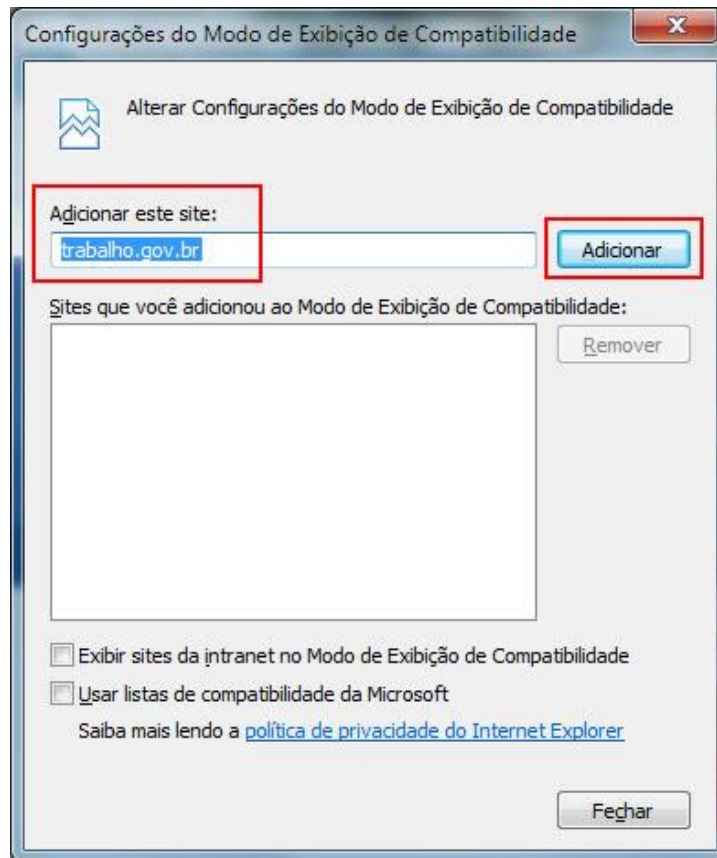 Configurações do Modo de Exibição de Compatibilidade
Alterar Configurações do Modo de Exibição de Compatibilidade
Adicionar este site:
trabalho.gov.br
Adicionar
Sites que você adicionou ao Modo de Exibição de Compatibilidade:
Remover
Exibir sites da intranet no Modo de Exibição de Compatibilidade
Usar listas de compatibilidade da Microsoft
Saiba mais lendo a política de privacidade do Internet Explorer
Fechar